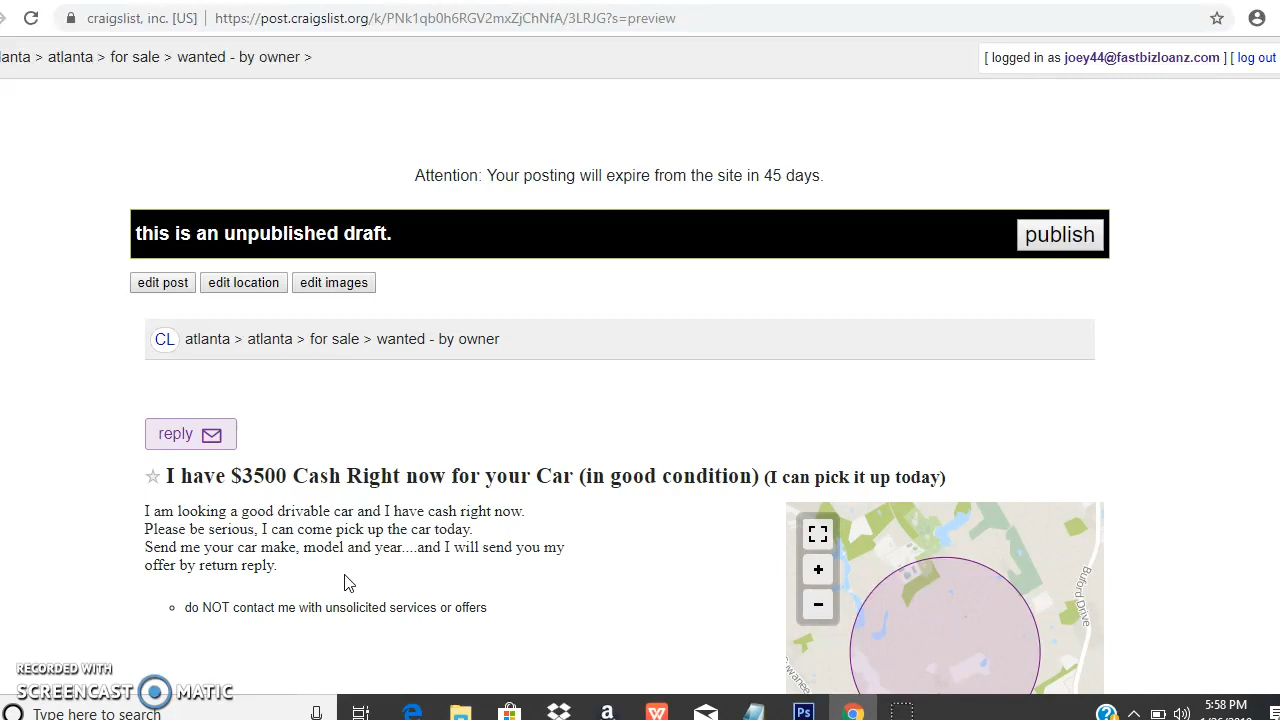 craigslist, inc. [US] | https://post.craigslist.org/k/PNk1qb0h6RGV2mxZjChNfA/3LRJG?s=preview
lanta > atlanta > for sale > wanted - by owner >
[ logged in as joey44@fastbizloanz.com ] [ log out
Attention: Your posting will expire from the site in 45 days.
this is an unpublished draft.
publish
edit post edit location edit images
CL atlanta > atlanta > for sale > wanted - by owner
reply
☆ I have $3500 Cash Right now for your Car (in good condition) (I can pick it up today)
I am looking a good drivable car and I have cash right now.
Please be serious, I can come pick up the car today.
Send me your car make, model and year....and I will send you my
offer by return reply.
do NOT contact me with unsolicited services or offers
+
−
Buford Drive
Suwanee
RECORDED WITH
SCREENCAST MATIC
Type here to search
Ps
5:58 PM